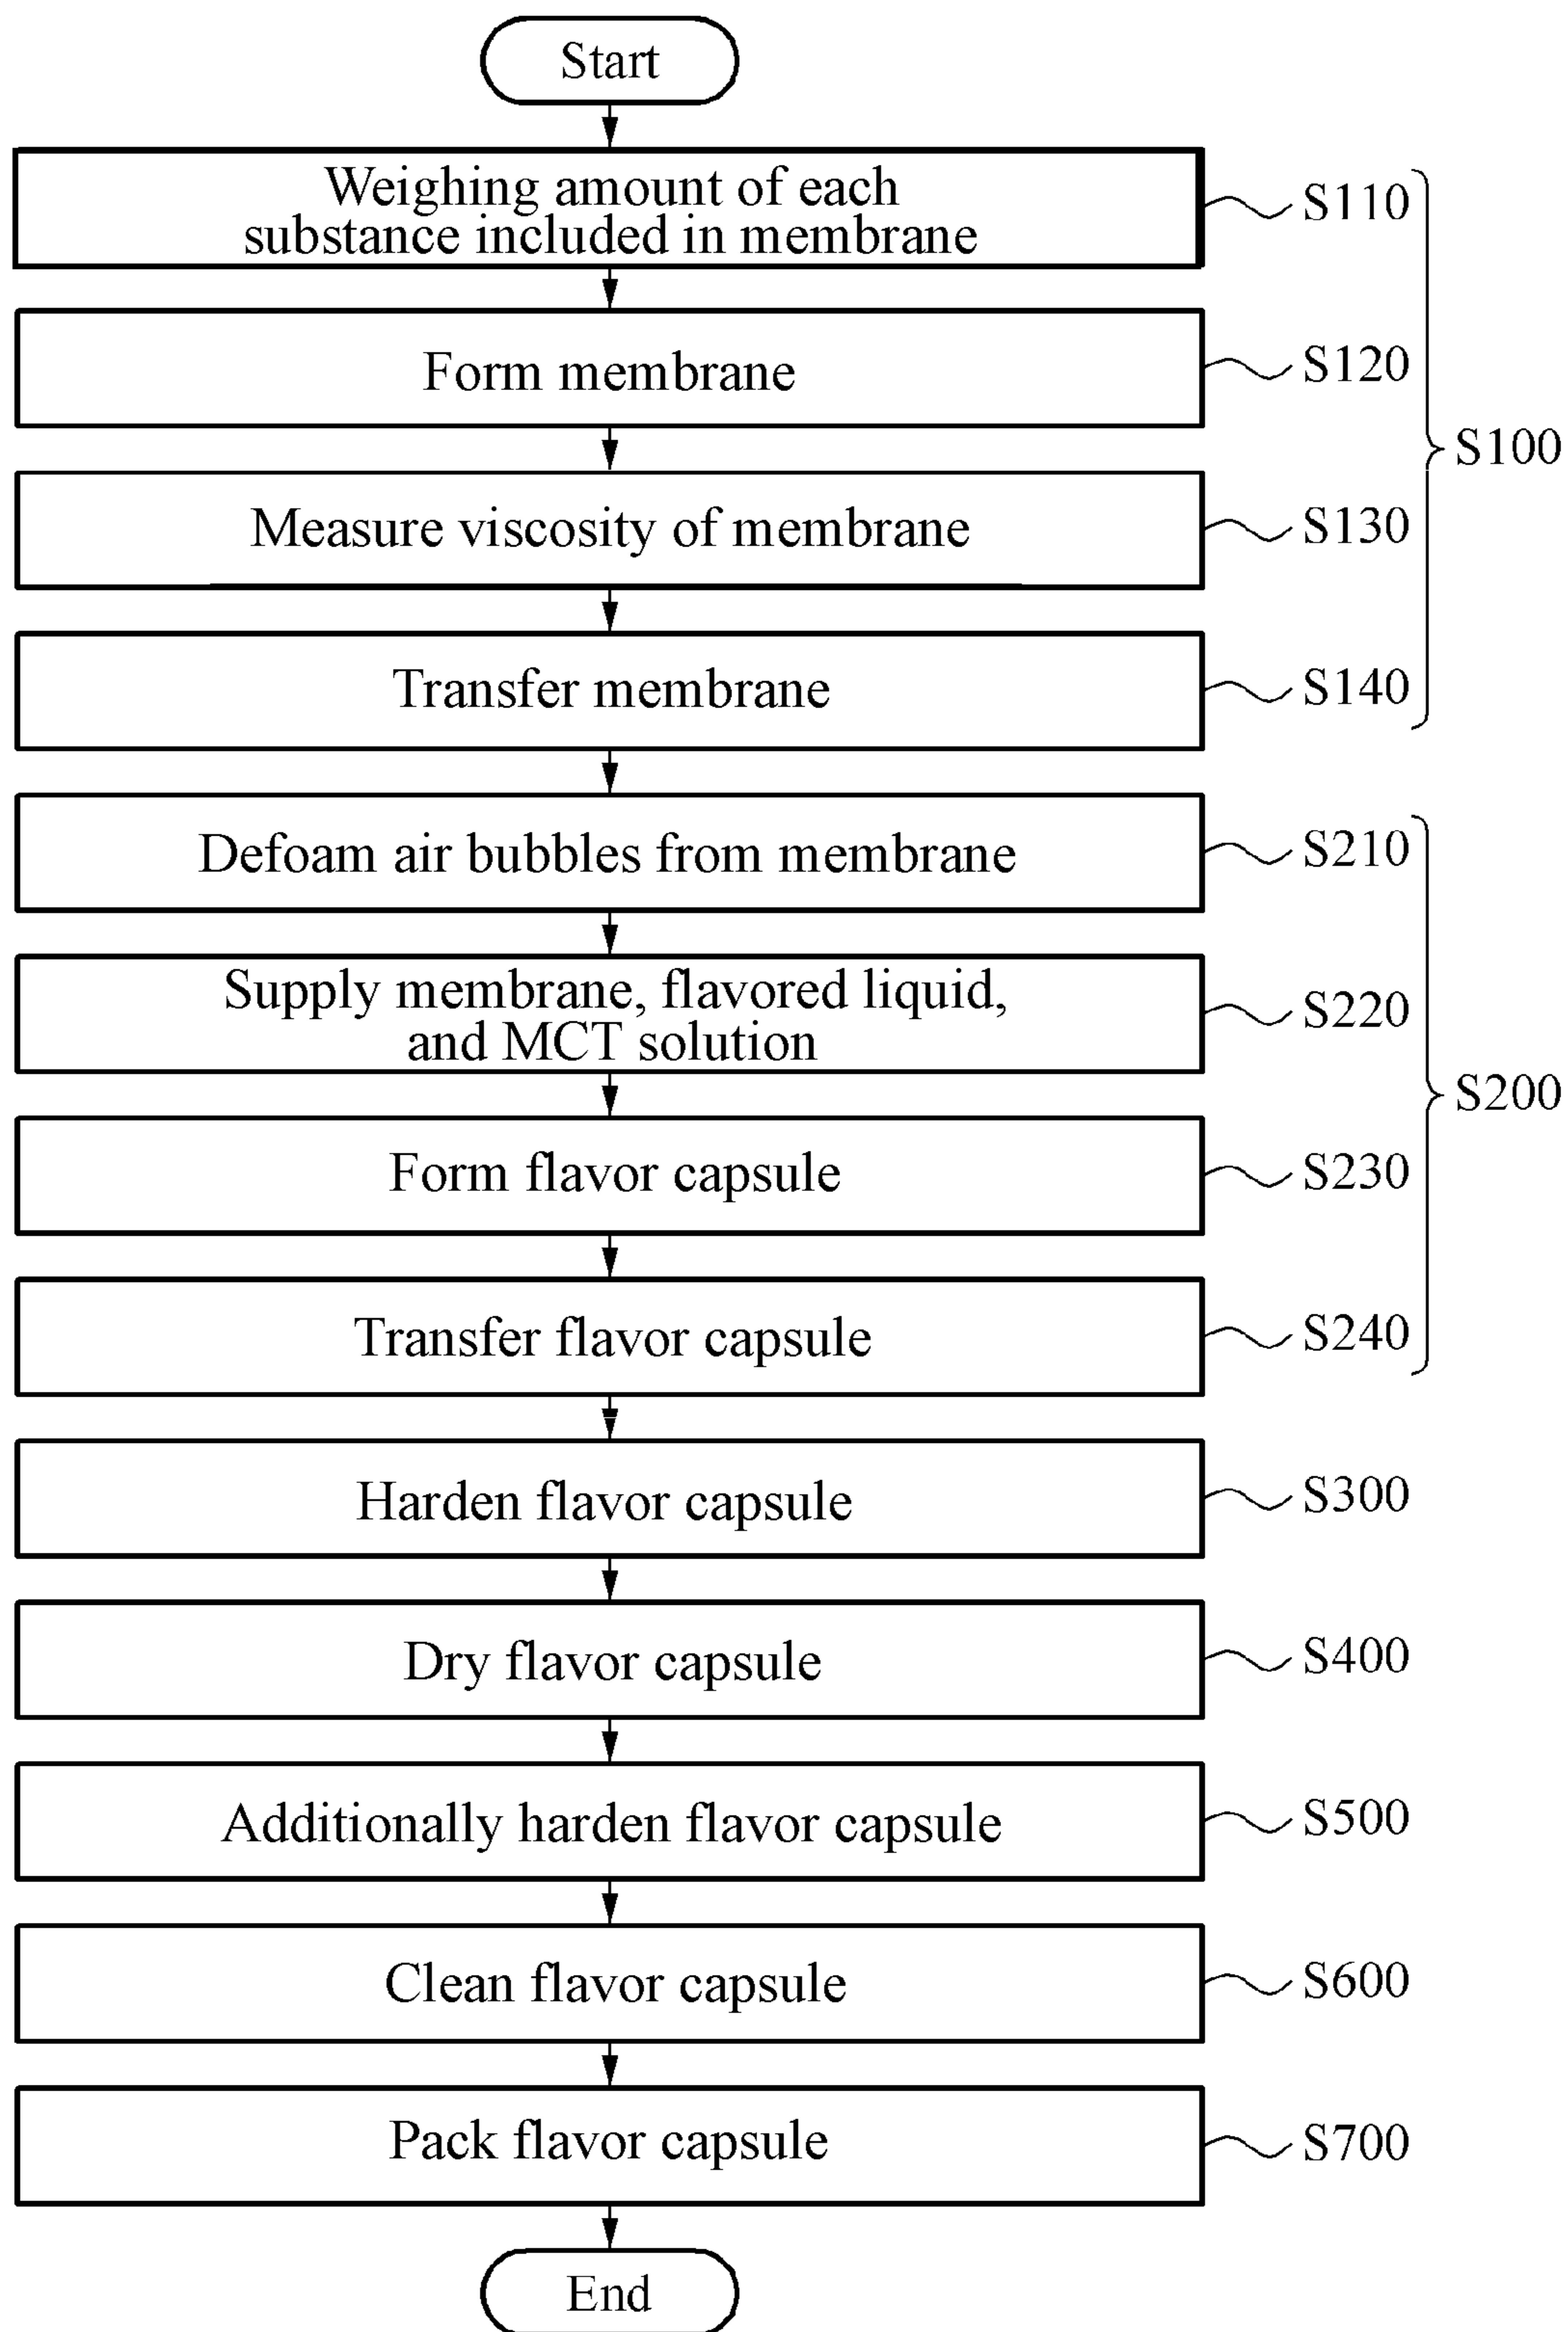 Start
Weighing amount of each
substance included in membrane
S110
Form membrane
S120
S100
Measure viscosity of membrane
S130
Transfer membrane
S140
Defoam air bubbles from membrane
S210
Supply membrane, flavored liquid,
and MCT solution
S220
S200
Form flavor capsule
S230
Transfer flavor capsule
S240
Harden flavor capsule
S300
Dry flavor capsule
S400
Additionally harden flavor capsule
S500
Clean flavor capsule
S600
Pack flavor capsule
S700
End